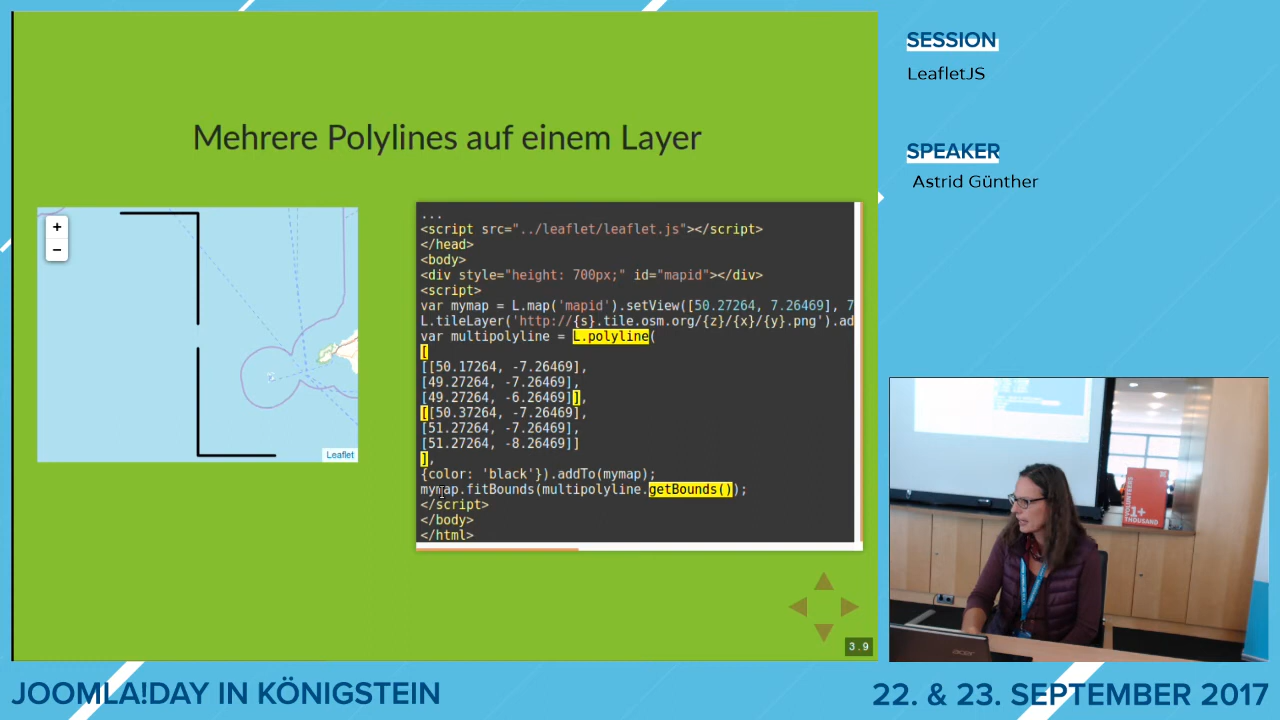 SESSION
LeafletJS
SPEAKER
Astrid Günther
Mehrere Polylines auf einem Layer
+
−
Leaflet
...
<script src="../leaflet/leaflet.js"></script>
</head>
<body>
<div style="height: 700px;" id="mapid"></div>
<script>
var mymap = L.map('mapid').setView([50.27264, 7.26469], 7
L.tileLayer('http://{s}.tile.osm.org/{z}/{x}/{y}.png').ad
var multipolyline = L.polyline(
[
[[50.17264, -7.26469],
[49.27264, -7.26469],
[49.27264, -6.26469]],
[[50.37264, -7.26469],
[51.27264, -7.26469],
[51.27264, -8.26469]]
],
{color: 'black'}).addTo(mymap);
mymap.fitBounds(multipolyline.getBounds());
</script>
</body>
</html>
3.9
VOLUNTEERS
1+
THOUSAND
acer
JOOMLA!DAY IN KÖNIGSTEIN
22. & 23. SEPTEMBER 2017